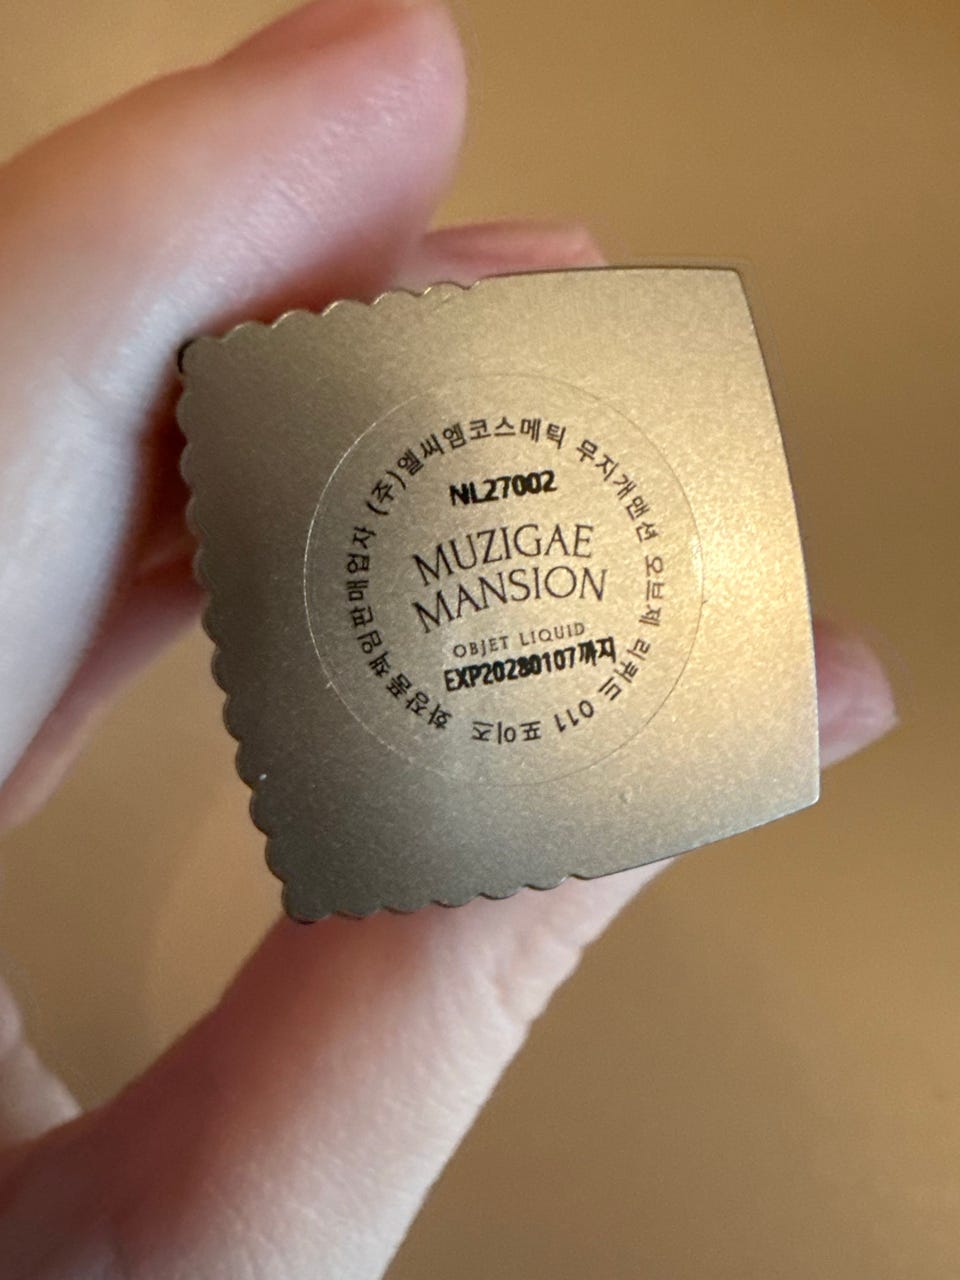 화장품책임판매업자 (주)엘씨엠코스메틱 무지개맨션 오브제 리퀴드 011 포이즈
NL27002
MUZIGAE
MANSION
OBJET LIQUID
EXP20280107까지